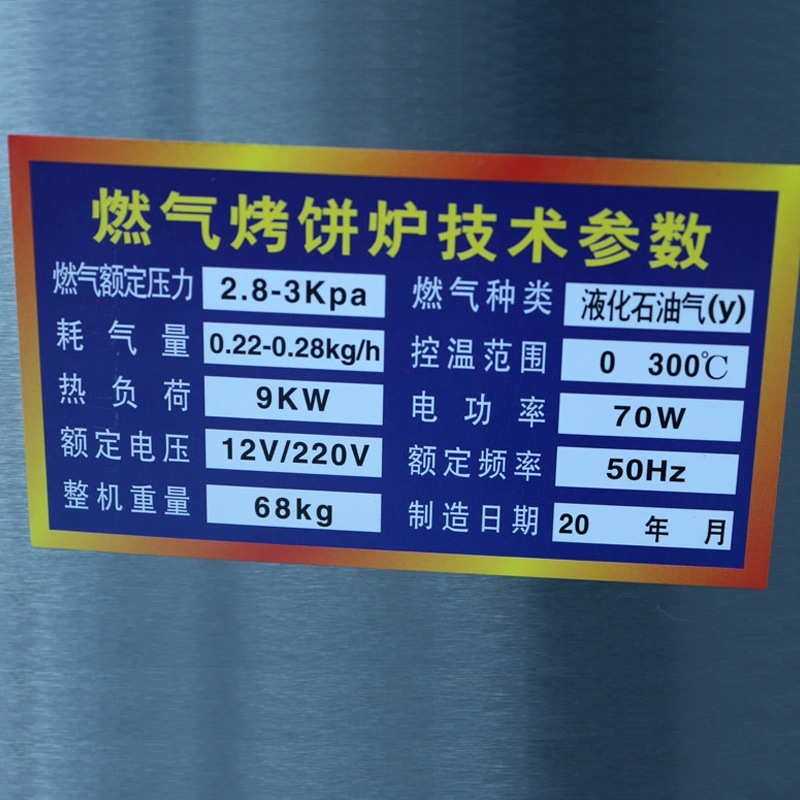 燃气烤饼炉技术参数
燃气额定压力 2.8-3Kpa 燃气种类 液化石油气(y)
耗气量 0.22-0.28kg/h 控温范围 0 300℃
热负荷 9KW 电功率 70W
额定电压 12V/220V 额定频率 50Hz
整机重量 68kg 制造日期 20 年 月